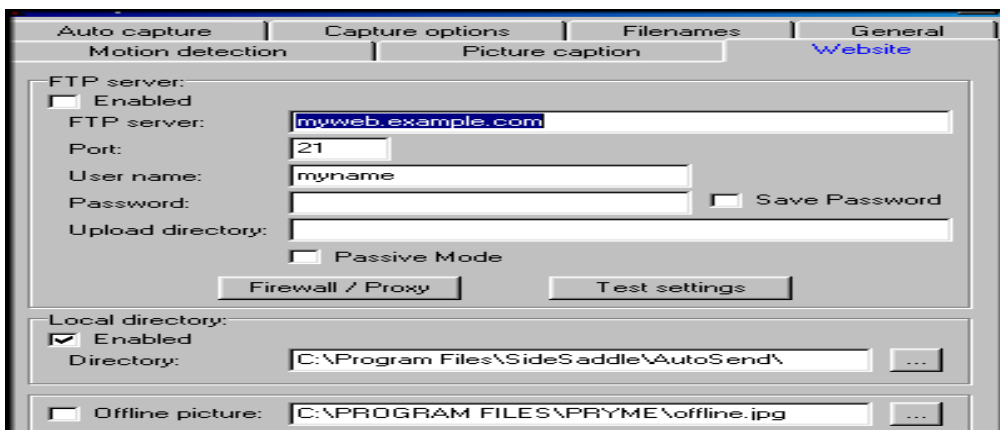 Auto capture Capture options Filenames General
Motion detection Picture caption Website
FTP server:
Enabled
FTP server: myweb.example.com
Port: 21
User name: myname
Password: Save Password
Upload directory:
Passive Mode
Firewall / Proxy Test settings
Local directory:
Enabled
Directory: C:\Program Files\SideSaddle\AutoSend\ ...
Offline picture: C:\PROGRAM FILES\PRYME\offline.jpg ...